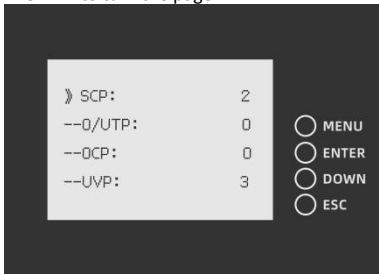 》SCP: 2
--O/UTP: 0
--OCP: 0
--UVP: 3
MENU
ENTER
DOWN
ESC